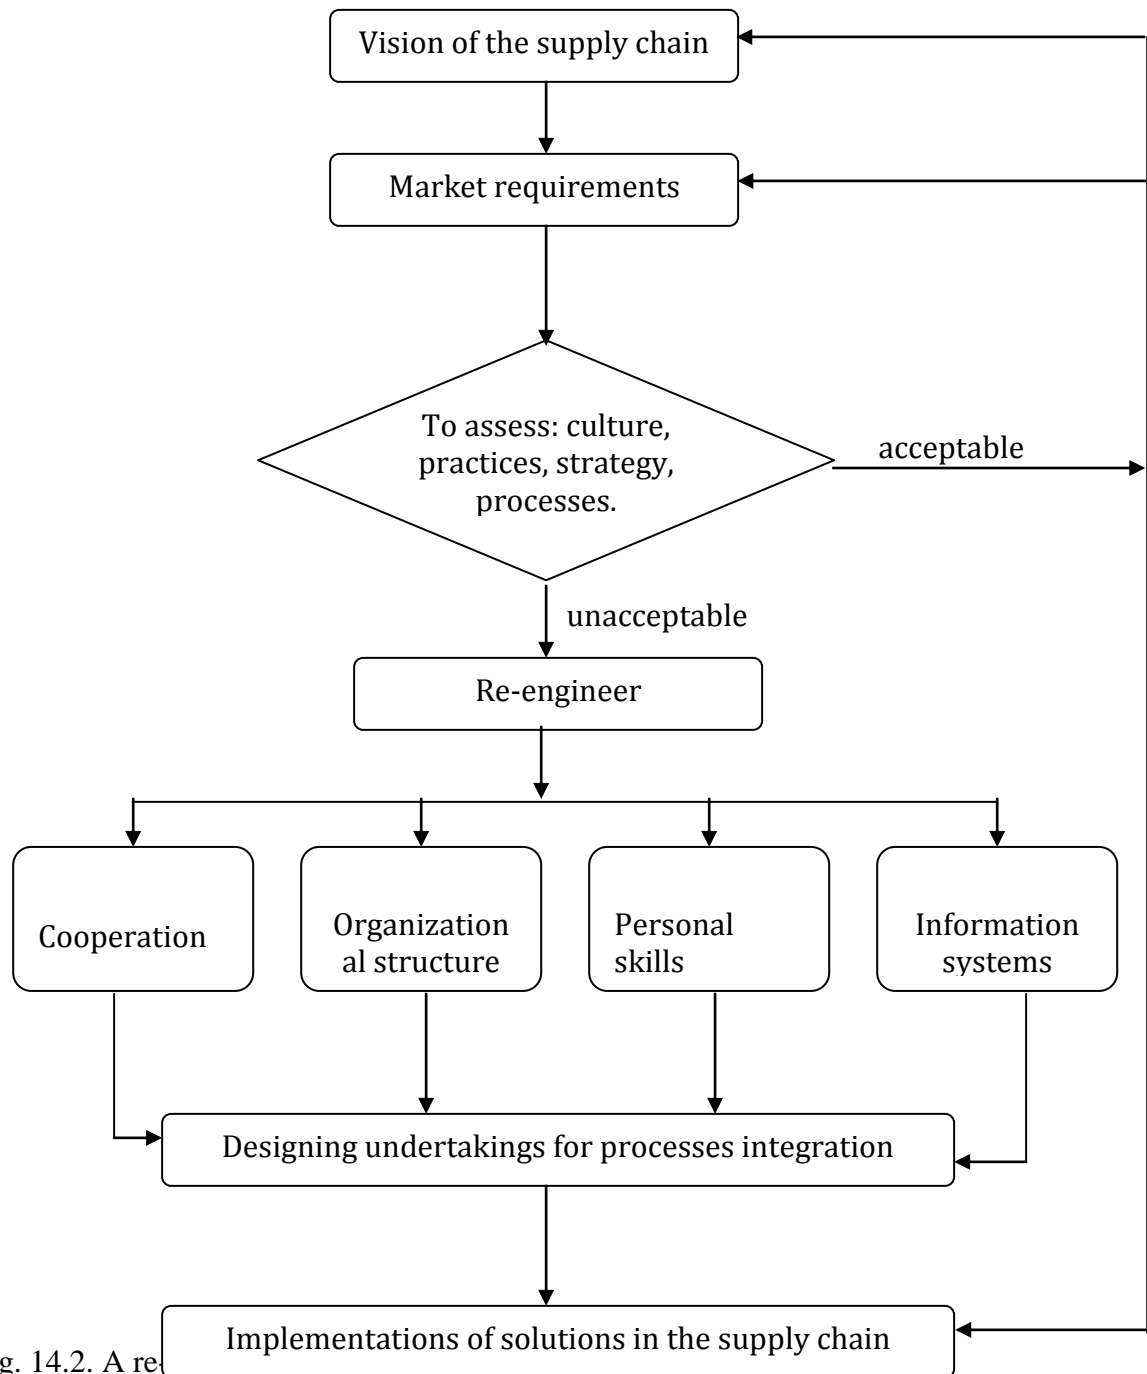 Vision of the supply chain
Market requirements
To assess: culture,
practices, strategy,
processes.
acceptable
unacceptable
Re-engineer
Cooperation
Organization
al structure
Personal
skills
Information
systems
Designing undertakings for processes integration
Implementations of solutions in the supply chain
g. 14.2. A re-